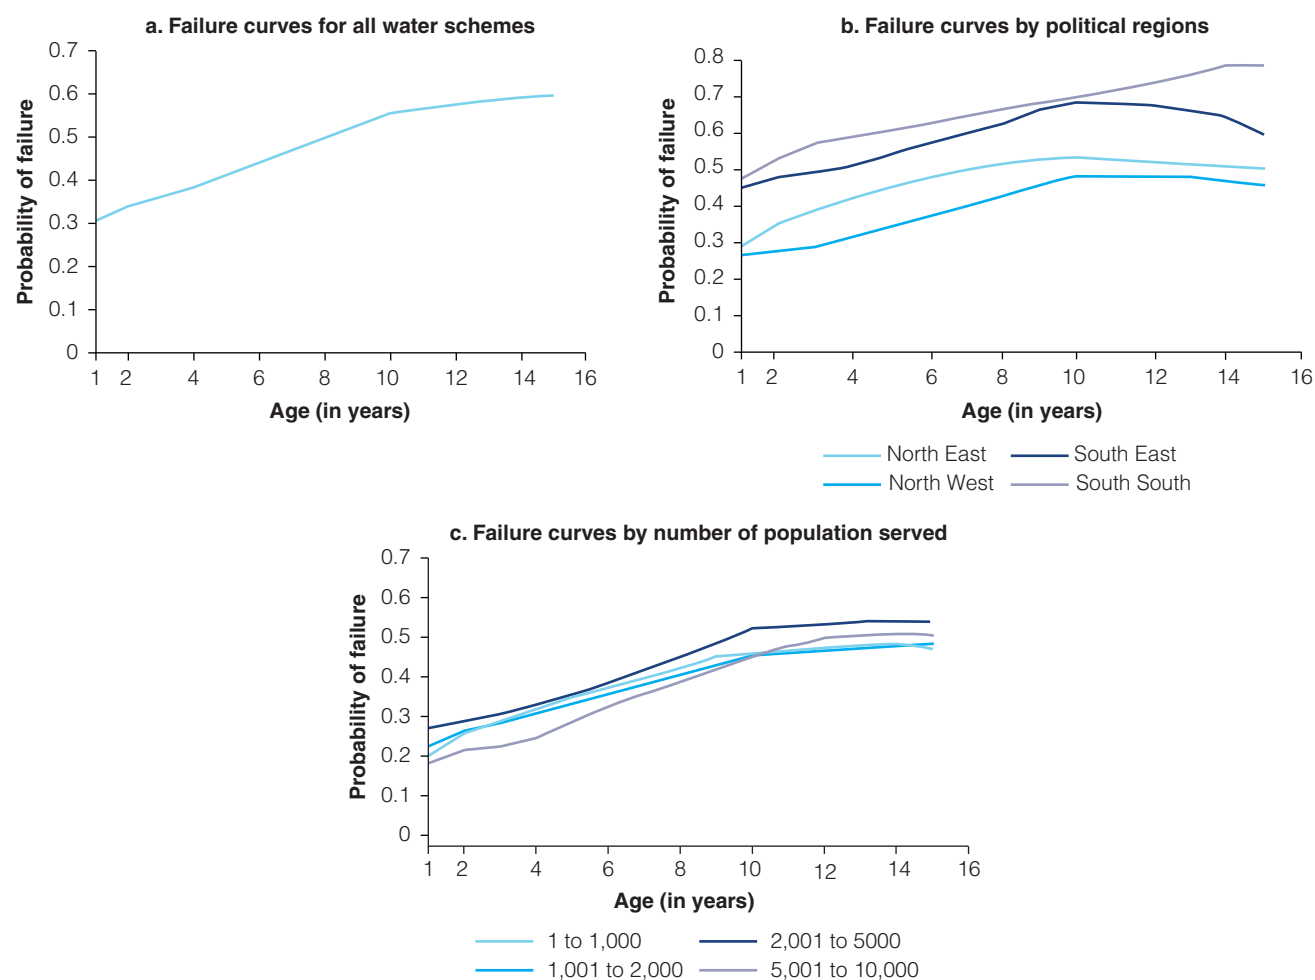 a. Failure curves for all water schemes
Probability of failure
0.7
0.6
0.5
0.4
0.3
0.2
0.1
0
1 2 4 6 8 10 12 14 16
Age (in years)
b. Failure curves by political regions
Probability of failure
0.8
0.7
0.6
0.5
0.4
0.3
0.2
0.1
0
1 2 4 6 8 10 12 14 16
Age (in years)
North East South East
North West South South
c. Failure curves by number of population served
Probability of failure
0.7
0.6
0.5
0.4
0.3
0.2
0.1
0
1 2 4 6 8 10 12 14 16
Age (in years)
1 to 1,000 2,001 to 5000
1,001 to 2,000 5,001 to 10,000